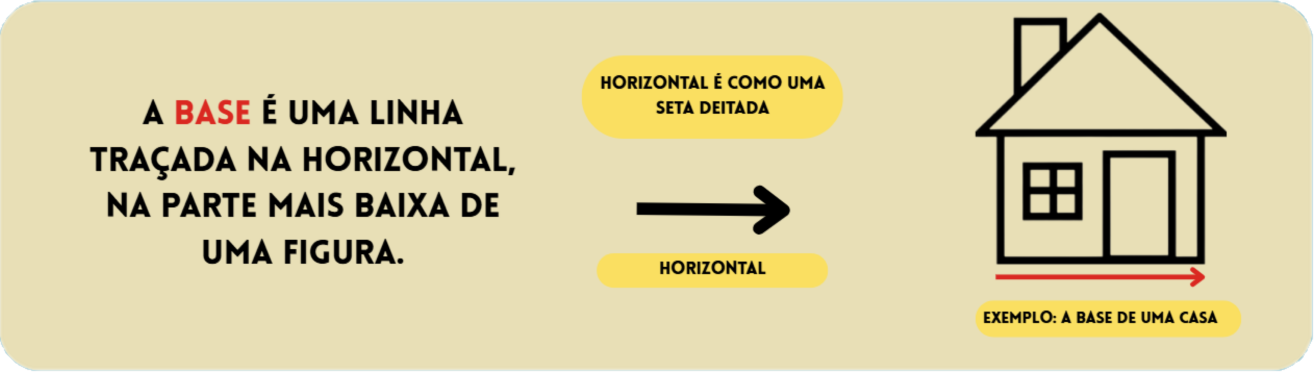 A BASE É UMA LINHA
TRAÇADA NA HORIZONTAL,
NA PARTE MAIS BAIXA DE
UMA FIGURA.
HORIZONTAL É COMO UMA
SETA DEITADA
HORIZONTAL
EXEMPLO: A BASE DE UMA CASA